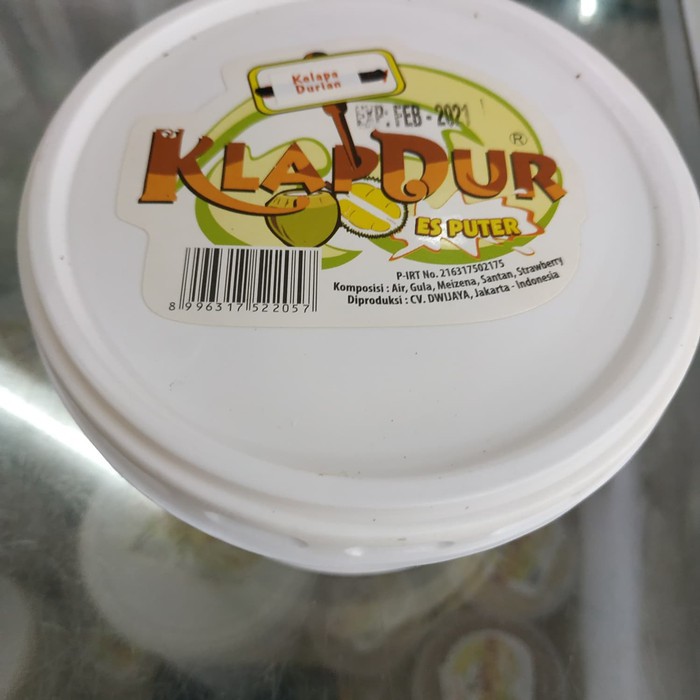 Kalapa
Durian
EXP: FEB - 2021
KLAPDUR®
ES PUTER
P-IRT No. 216317502175
Komposisi : Air, Gula, Meizena, Santan, Strawberry
Diproduksi : CV. DWIJAYA, Jakarta - Indonesia
8 996317 522057